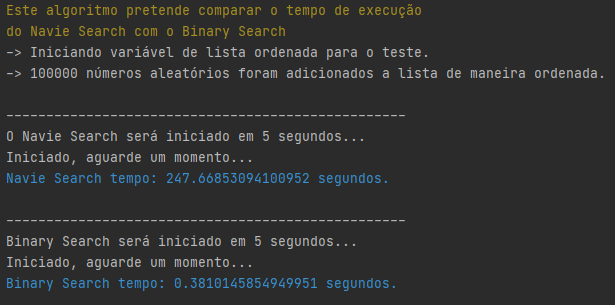 Este algoritmo pretende comparar o tempo de execução
do Navie Search com o Binary Search
-> Iniciando variável de lista ordenada para o teste.
-> 100000 números aleatórios foram adicionados a lista de maneira ordenada.
--------------------------------------------------
O Navie Search será iniciado em 5 segundos...
Iniciado, aguarde um momento...
Navie Search tempo: 247.66853094100952 segundos.
--------------------------------------------------
Binary Search será iniciado em 5 segundos...
Iniciado, aguarde um momento...
Binary Search tempo: 0.3810145854949951 segundos.